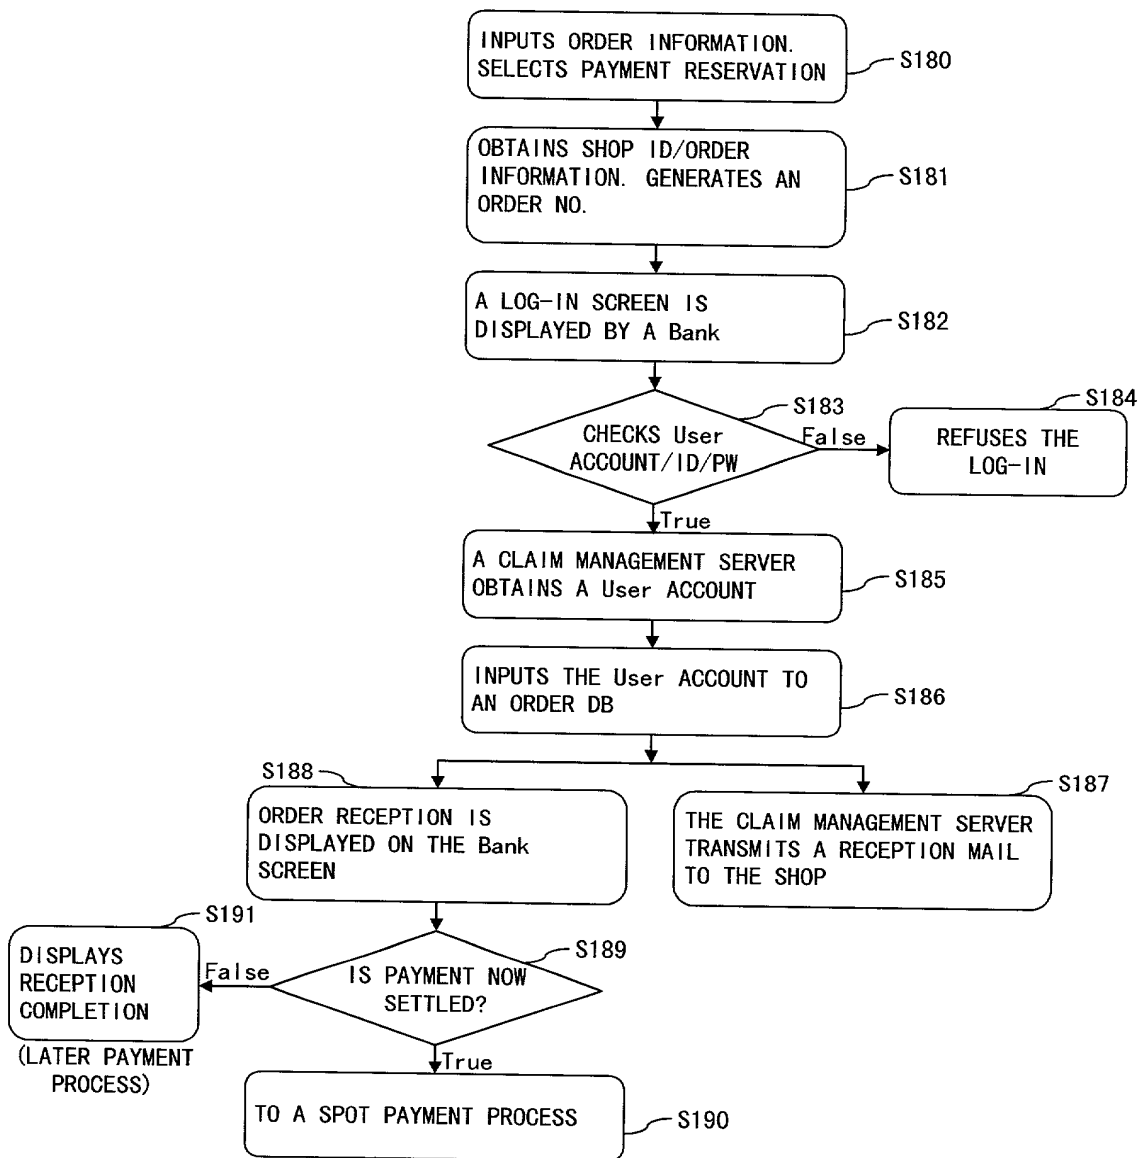 INPUTS ORDER INFORMATION.
SELECTS PAYMENT RESERVATION
S180
OBTAINS SHOP ID/ORDER
INFORMATION. GENERATES AN
ORDER NO.
S181
A LOG-IN SCREEN IS
DISPLAYED BY A Bank
S182
S183
CHECKS User
ACCOUNT/ID/PW
False
S184
REFUSES THE
LOG-IN
True
A CLAIM MANAGEMENT SERVER
OBTAINS A User ACCOUNT
S185
INPUTS THE User ACCOUNT TO
AN ORDER DB
S186
S188
ORDER RECEPTION IS
DISPLAYED ON THE Bank
SCREEN
S187
THE CLAIM MANAGEMENT SERVER
TRANSMITS A RECEPTION MAIL
TO THE SHOP
S191
DISPLAYS
RECEPTION
COMPLETION
(LATER PAYMENT
PROCESS)
False
S189
IS PAYMENT NOW
SETTLED?
True
TO A SPOT PAYMENT PROCESS
S190